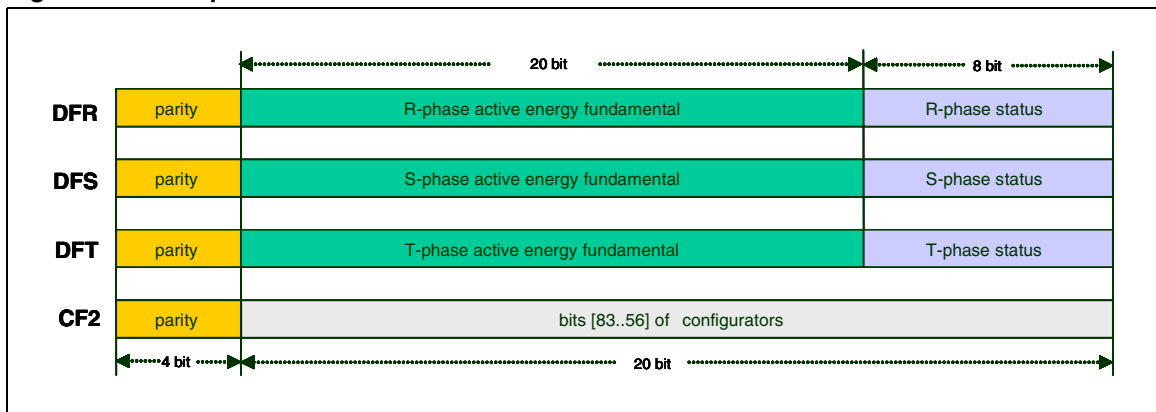 20 bit 8 bit
DFR parity R-phase active energy fundamental R-phase status
DFS parity S-phase active energy fundamental S-phase status
DFT parity T-phase active energy fundamental T-phase status
CF2 parity bits [83..56] of configurators
4 bit 20 bit